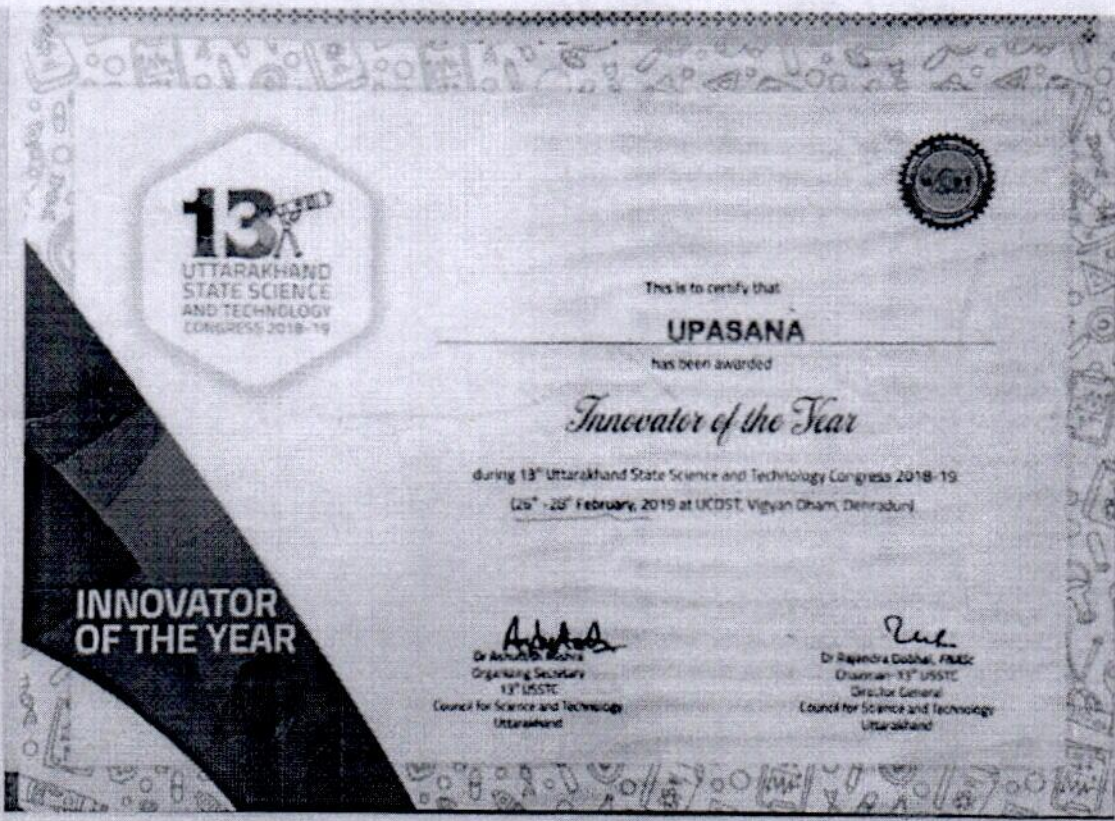 13
UTTARAKHAND
STATE SCIENCE
AND TECHNOLOGY
CONGRESS 2018-19
This is to certify that
UPASANA
has been awarded
Innovator of the Year
during 13th Uttarakhand State Science and Technology Congress 2018-19
(26th -28th February, 2019 at UCOST, Vigyan Dham, Dehradun)
INNOVATOR
OF THE YEAR
Dr
Organising Secretary
13th USSTC
Council for Science and Technology
Uttarakhand
Dr Rajendra Dobhal, FNASc
Chairman-13th USSTC
Director General
Council for Science and Technology
Uttarakhand